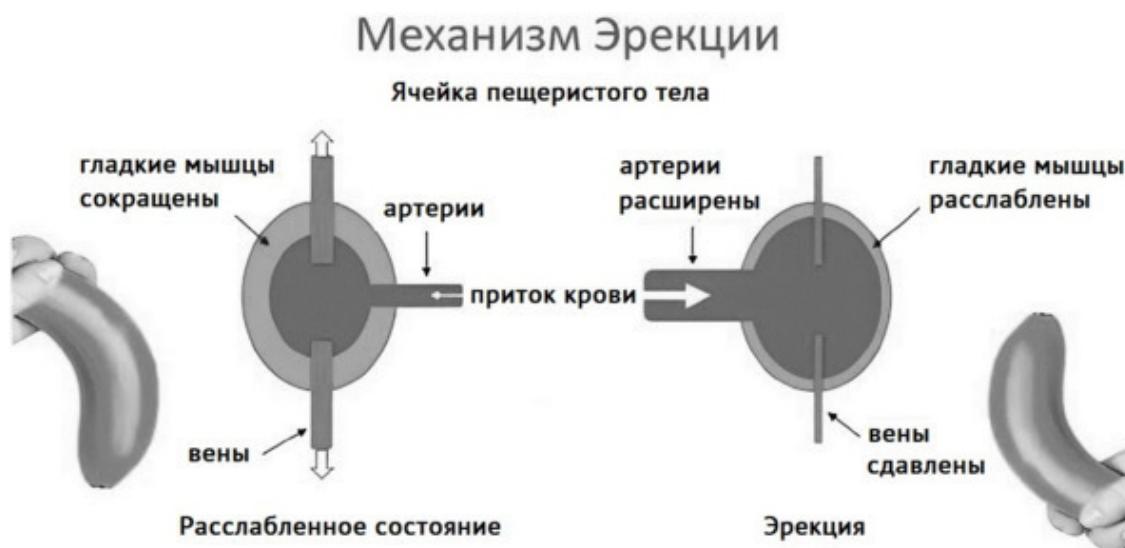 Механизм Эрекции
Ячейка пещеристого тела
гладкие мышцы
сокращены
артерии
артерии
расширены
гладкие мышцы
расслаблены
приток крови
вены
вены
сдавлены
Расслабленное состояние
Эрекция